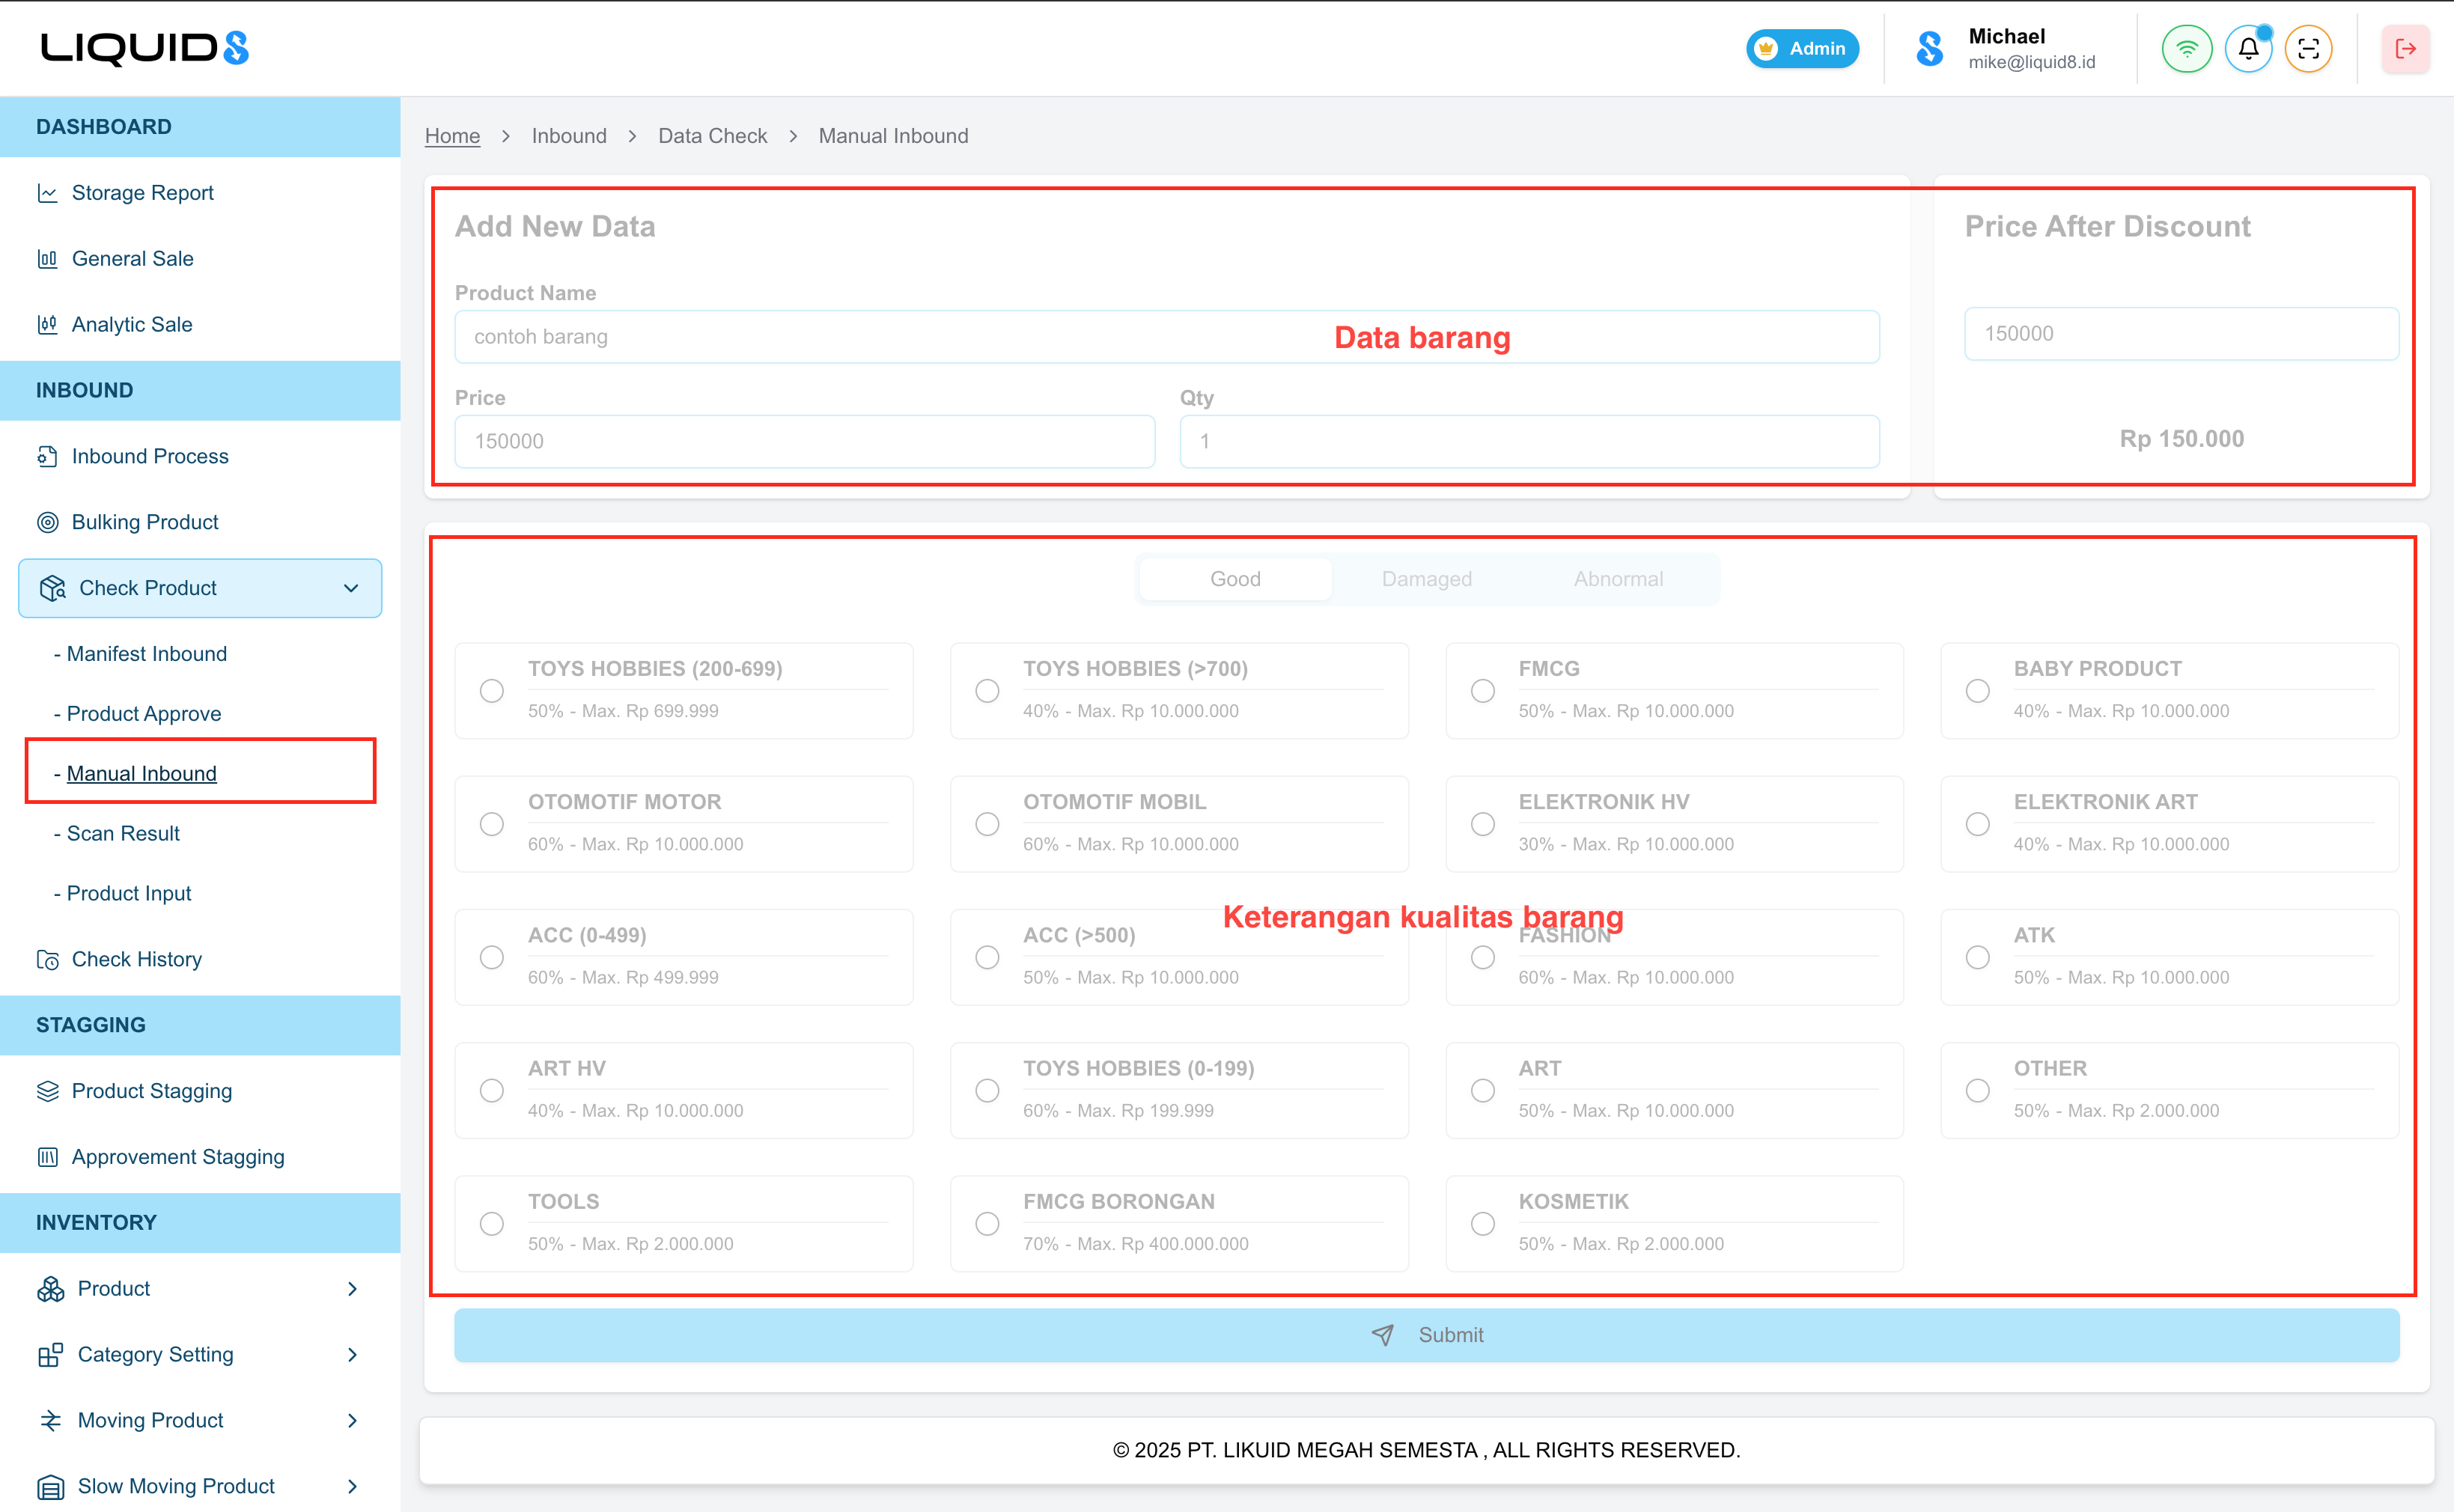 LIQUID8
Admin
Michael
mike@liquid8.id
DASHBOARD
Storage Report
General Sale
Analytic Sale
INBOUND
Inbound Process
Bulking Product
Check Product
- Manifest Inbound
- Product Approve
- Manual Inbound
- Scan Result
- Product Input
Check History
STAGGING
Product Stagging
Approvement Stagging
INVENTORY
Product
Category Setting
Moving Product
Slow Moving Product
Home > Inbound > Data Check > Manual Inbound
Add New Data
Product Name
contoh barang
Data barang
Price
Qty
150000
1
Price After Discount
150000
Rp 150.000
Good
Damaged
Abnormal
TOYS HOBBIES (200-699)
50% - Max. Rp 699.999
TOYS HOBBIES (>700)
40% - Max. Rp 10.000.000
FMCG
50% - Max. Rp 10.000.000
BABY PRODUCT
40% - Max. Rp 10.000.000
OTOMOTIF MOTOR
60% - Max. Rp 10.000.000
OTOMOTIF MOBIL
60% - Max. Rp 10.000.000
ELEKTRONIK HV
30% - Max. Rp 10.000.000
ELEKTRONIK ART
40% - Max. Rp 10.000.000
Keterangan kualitas barang
ACC (0-499)
60% - Max. Rp 499.999
ACC (>500)
50% - Max. Rp 10.000.000
FASHION
60% - Max. Rp 10.000.000
ATK
50% - Max. Rp 10.000.000
ART HV
40% - Max. Rp 10.000.000
TOYS HOBBIES (0-199)
60% - Max. Rp 199.999
ART
50% - Max. Rp 10.000.000
OTHER
50% - Max. Rp 2.000.000
TOOLS
50% - Max. Rp 2.000.000
FMCG BORONGAN
70% - Max. Rp 400.000.000
KOSMETIK
50% - Max. Rp 2.000.000
Submit
© 2025 PT. LIKUID MEGAH SEMESTA , ALL RIGHTS RESERVED.